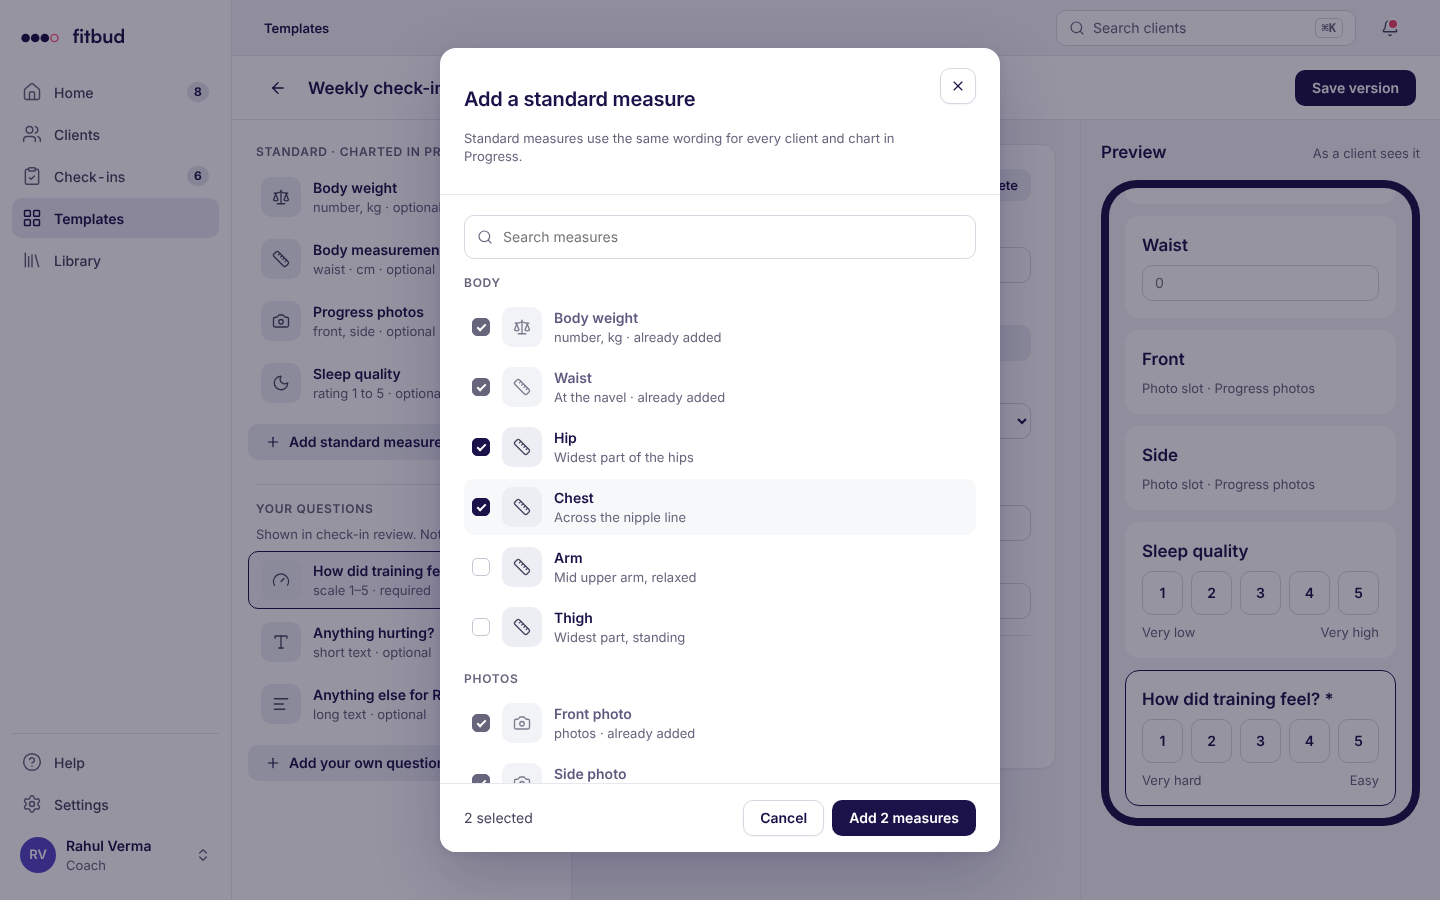 fitbud
Home 8
Clients
Check-ins 6
Templates
Library
Help
Settings
RV
Rahul Verma
Coach
Templates
Search clients
⌘K
Weekly check-in
Save version
STANDARD · CHARTED IN PR
Body weight
number, kg · optional
Body measuremen
waist · cm · optional
Progress photos
front, side · optional
Sleep quality
rating 1 to 5 · optiona
+ Add standard measure
YOUR QUESTIONS
Shown in check-in review. Not
How did training fe
scale 1–5 · required
Anything hurting?
short text · optional
Anything else for R
long text · optional
+ Add your own question
Add a standard measure
Standard measures use the same wording for every client and chart in
Progress.
Search measures
BODY
Body weight
number, kg · already added
Waist
At the navel · already added
Hip
Widest part of the hips
Chest
Across the nipple line
Arm
Mid upper arm, relaxed
Thigh
Widest part, standing
PHOTOS
Front photo
photos · already added
Side photo
2 selected
Cancel
Add 2 measures
ete
Preview
As a client sees it
Waist
0
Front
Photo slot · Progress photos
Side
Photo slot · Progress photos
Sleep quality
1 2 3 4 5
Very low Very high
How did training feel? *
1 2 3 4 5
Very hard Easy